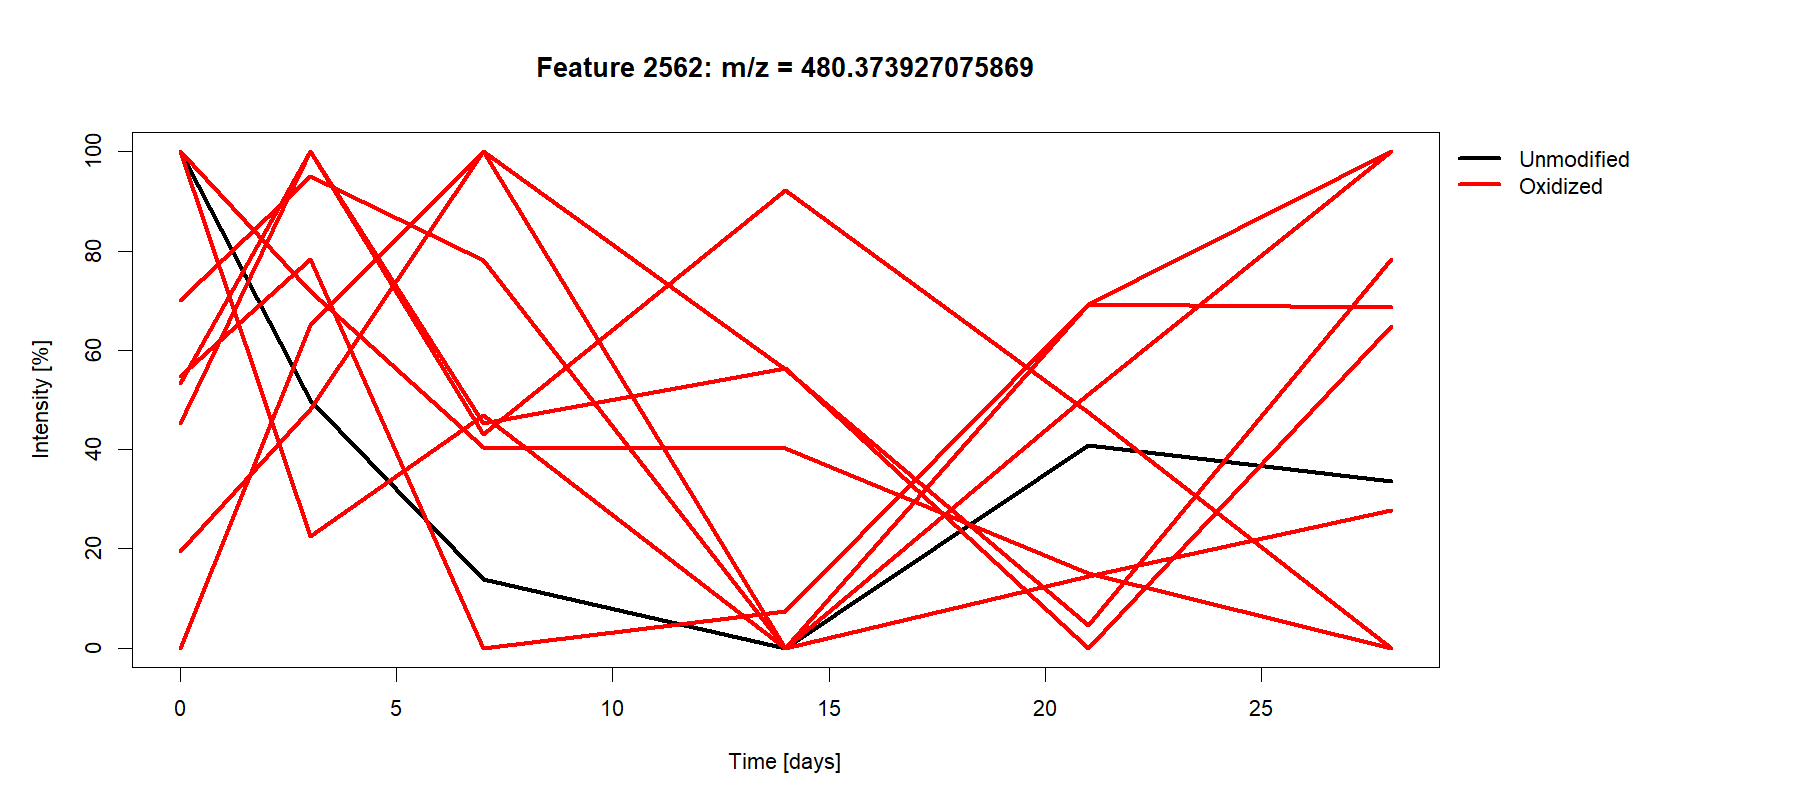 Feature 2562: m/z = 480.373927075869
Unmodified
Oxidized
Intensity [%]
100
80
60
40
20
0
0 5 10 15 20 25
Time [days]